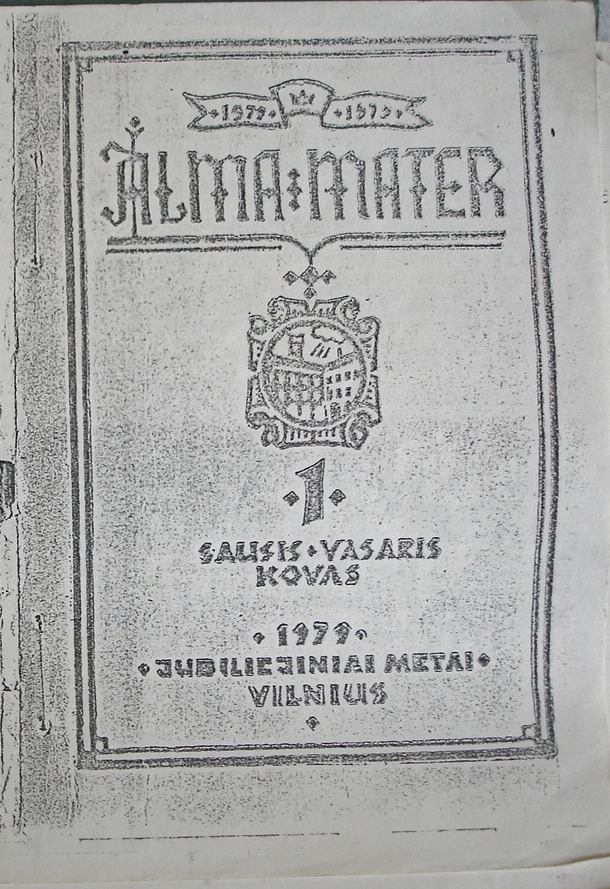 ·1579· ·1979·
ALMA:MATER
·1·
SAUSIS·VASARIS
KOVAS
·1979·
·JUBILIEJINIAI METAI·
VILNIUS